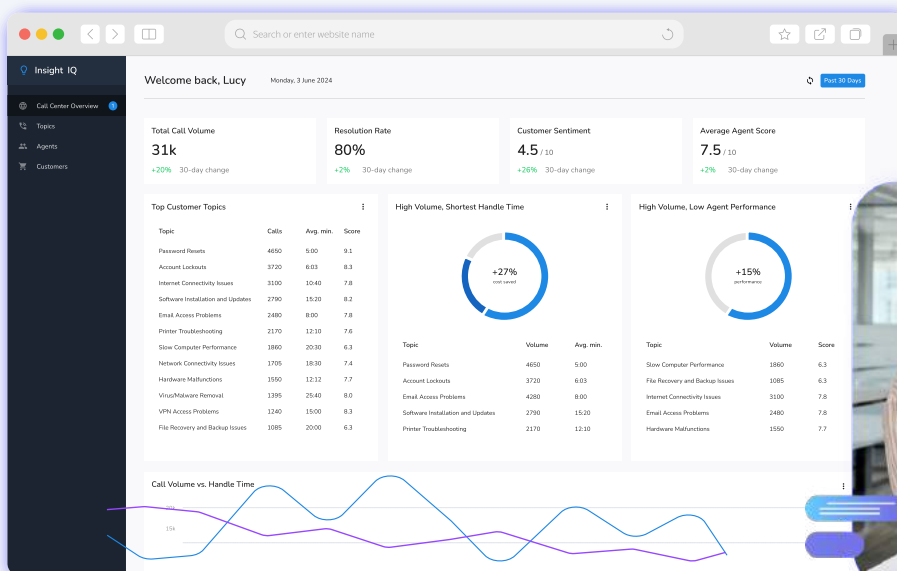 Search or enter website name
Insight IQ
Welcome back, Lucy
Monday, 3 June 2024
Past 30 Days
Call Center Overview
1
Topics
Agents
Customers
Total Call Volume
31k
+20% 30-day change
Resolution Rate
80%
+2% 30-day change
Customer Sentiment
4.5 / 10
+26% 30-day change
Average Agent Score
7.5 / 10
+2% 30-day change
Top Customer Topics
Topic Calls Avg. min. Score
Password Resets 4650 5:00 9.1
Account Lockouts 3720 6:03 8.3
Internet Connectivity Issues 3100 10:40 7.8
Software Installation and Updates 2790 15:20 8.2
Email Access Problems 2480 8:00 7.8
Printer Troubleshooting 2170 12:10 7.6
Slow Computer Performance 1860 20:30 6.3
Network Connectivity Issues 1705 18:30 7.4
Hardware Malfunctions 1550 12:12 7.7
Virus/Malware Removal 1395 25:40 8.0
VPN Access Problems 1240 15:00 8.3
File Recovery and Backup Issues 1085 20:00 6.3
High Volume, Shortest Handle Time
+27%
cost saved
Topic Volume Avg. min.
Password Resets 4650 5:00
Account Lockouts 3720 6:03
Email Access Problems 4280 8:00
Software Installation and Updates 2790 15:20
Printer Troubleshooting 2170 12:10
High Volume, Low Agent Performance
+15%
performance
Topic Volume Score
Slow Computer Performance 1860 6.3
File Recovery and Backup Issues 1085 6.3
Internet Connectivity Issues 3100 7.8
Email Access Problems 2480 7.8
Hardware Malfunctions 1550 7.7
Call Volume vs. Handle Time
15k